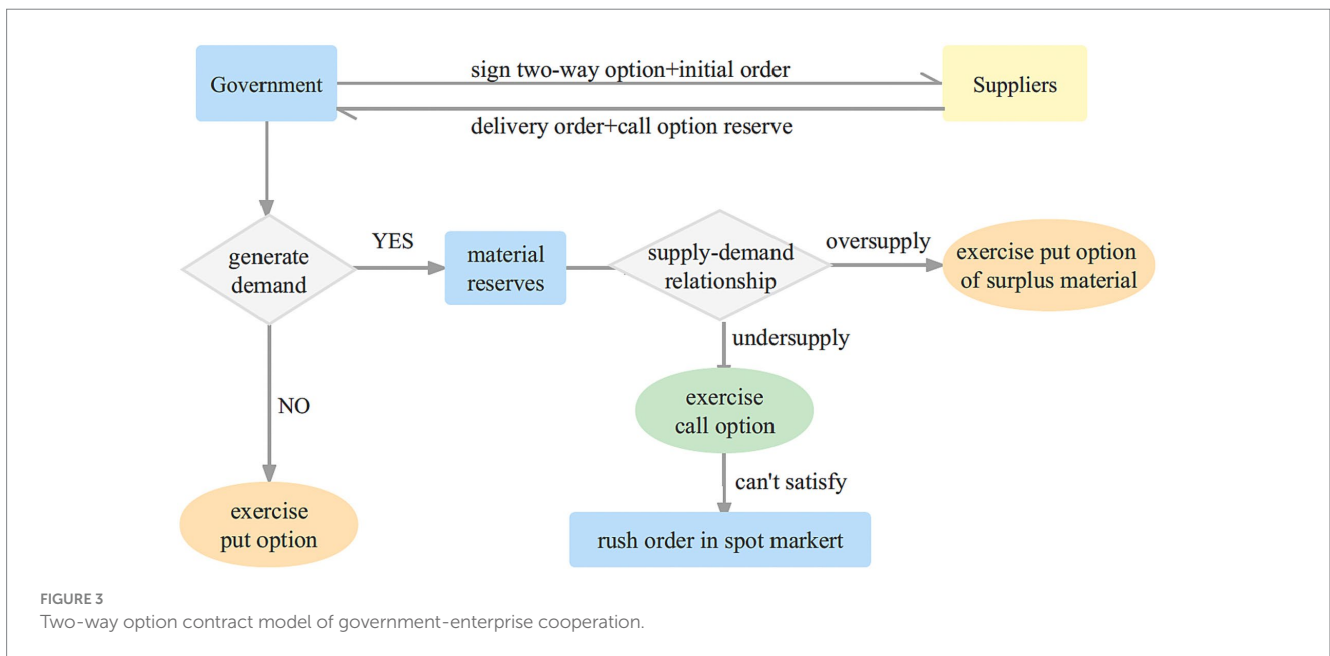 Government
sign two-way option+initial order
Suppliers
delivery order+call option reserve
generate
demand
YES
material
reserves
supply-demand
relationship
oversupply
exercise put option
of surplus material
undersupply
NO
exercise
call option
can't satisfy
exercise
put option
rush order in spot markert
FIGURE 3
Two-way option contract model of government-enterprise cooperation.